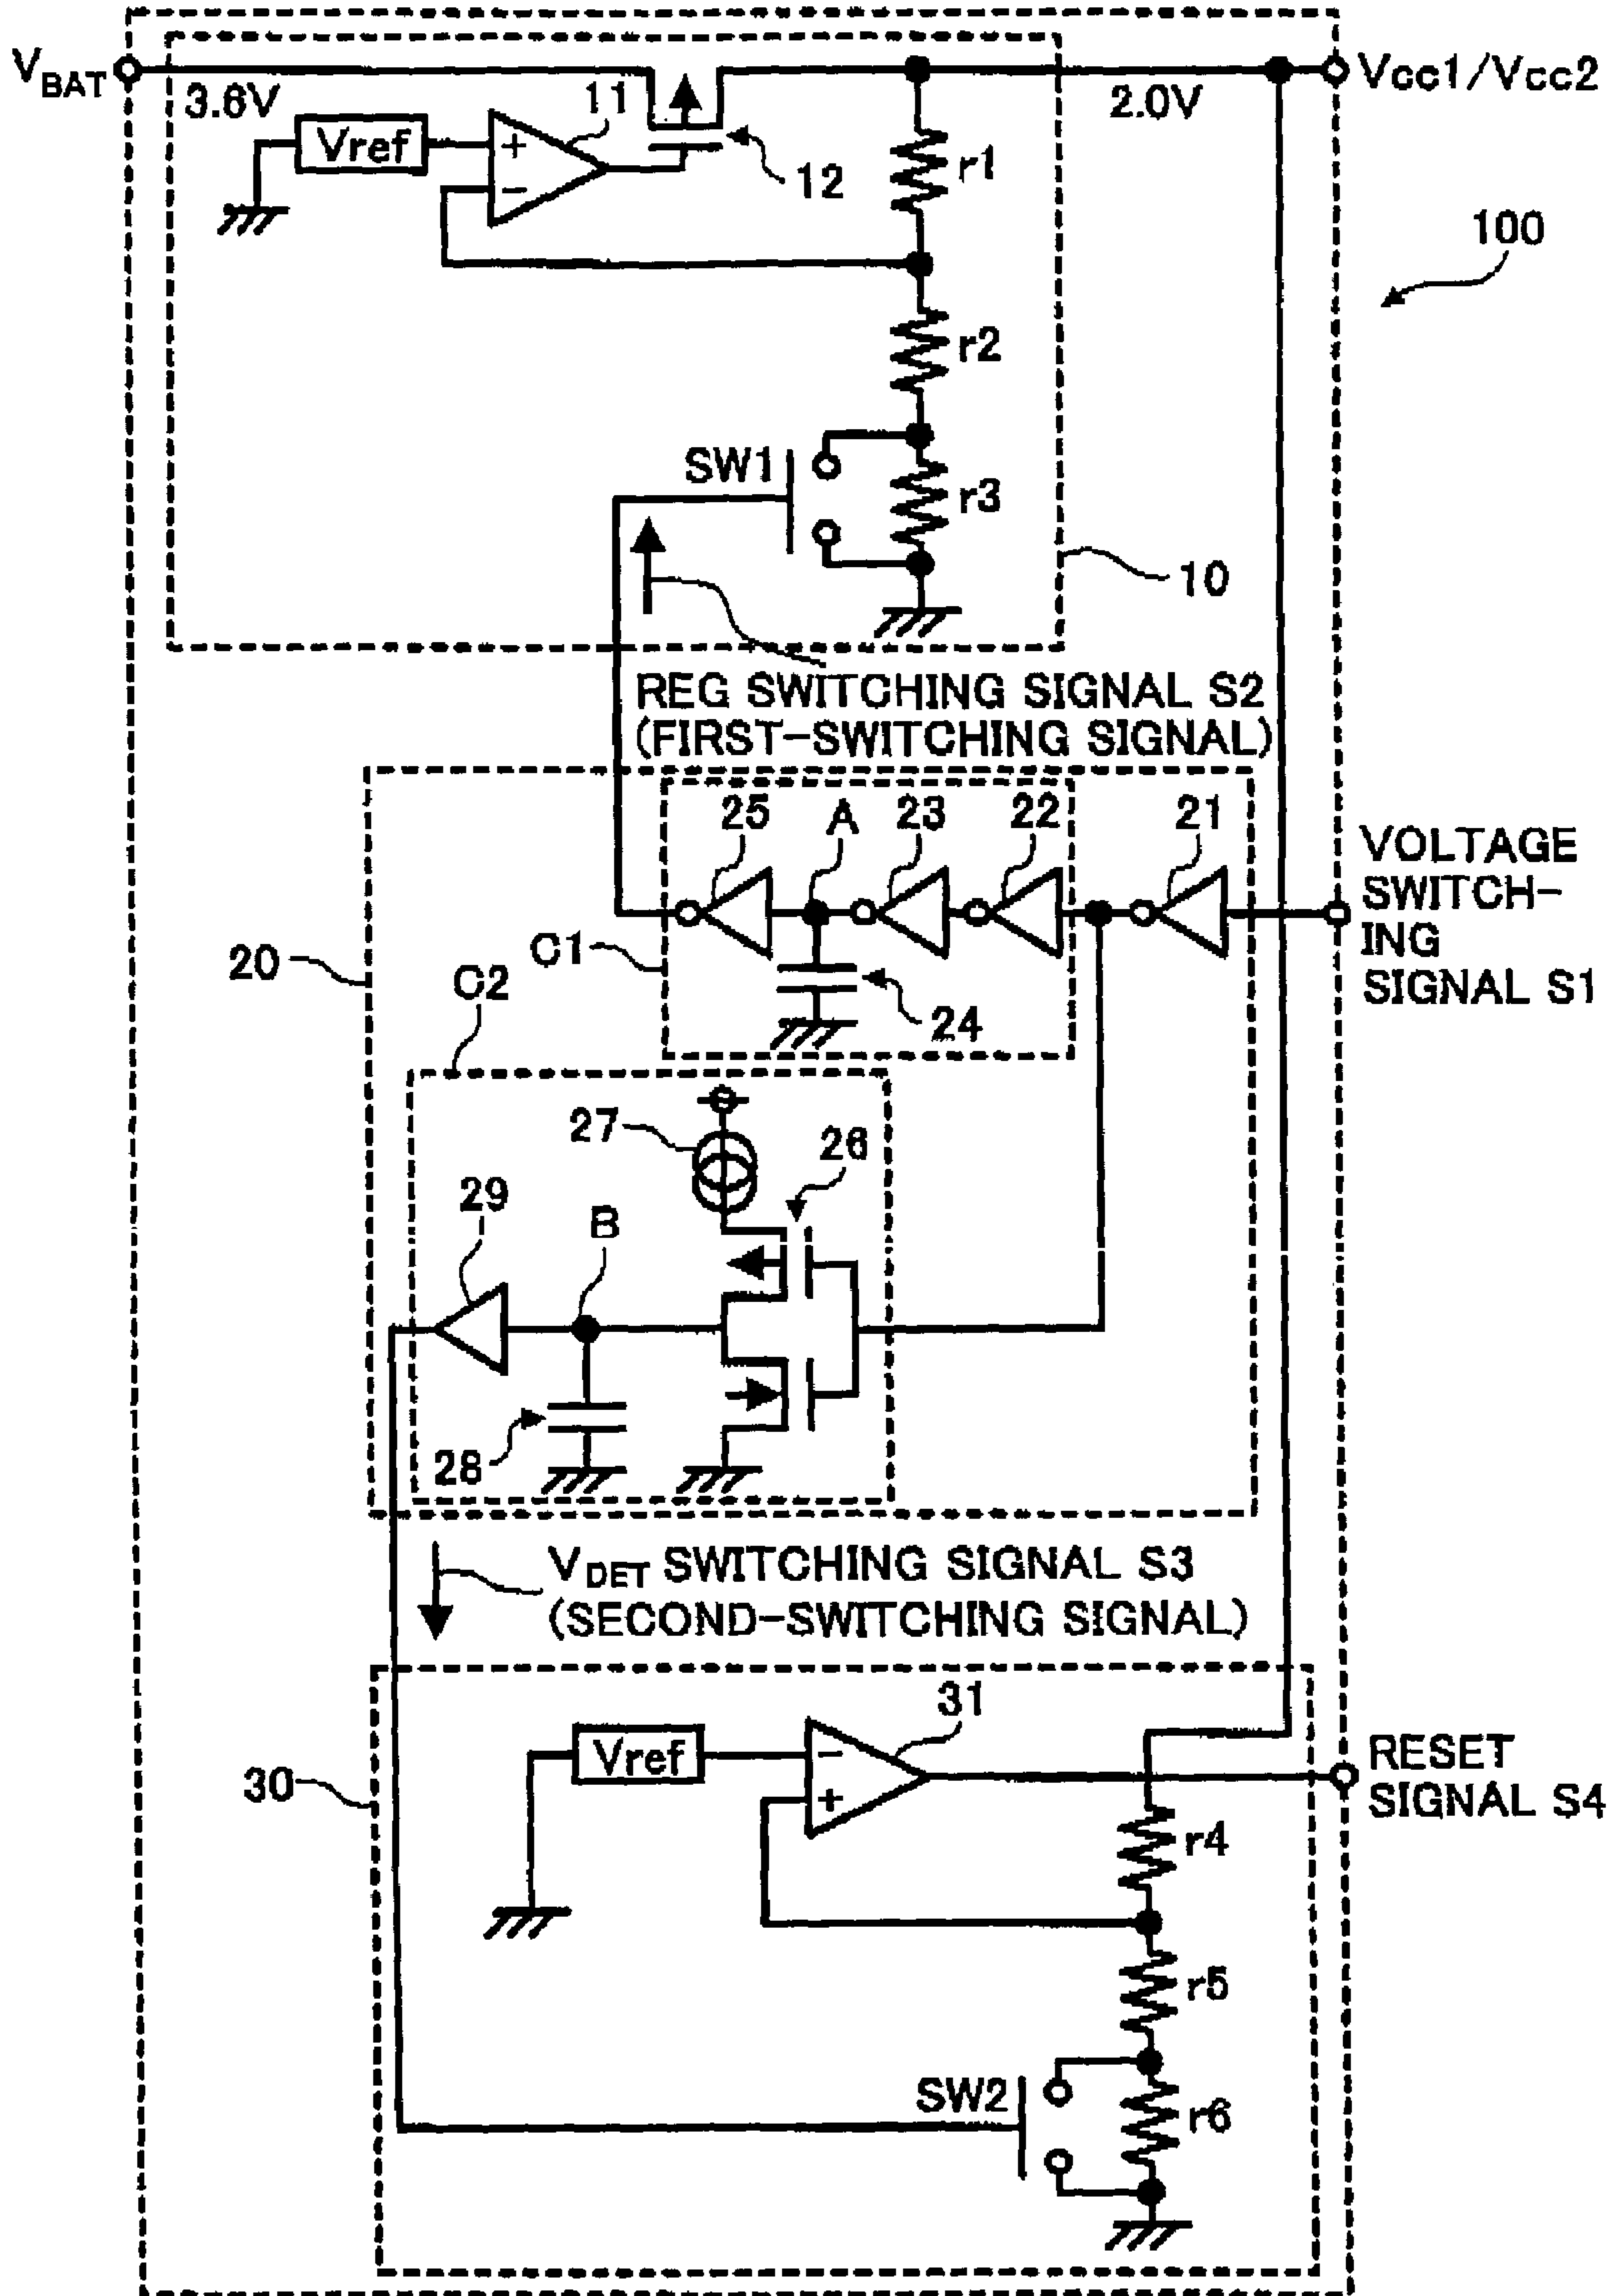 V_BAT
3.6V
11
2.0V
Vcc1/Vcc2
Vref
+
−
12
r1
100
r2
SW1
r3
10
REG SWITCHING SIGNAL S2
(FIRST-SWITCHING SIGNAL)
25
A
23
22
21
VOLTAGE
SWITCH-
ING
SIGNAL S1
20
C1
C2
24
27
26
29
B
28
V_DET SWITCHING SIGNAL S3
(SECOND-SWITCHING SIGNAL)
31
Vref
−
+
30
RESET
SIGNAL S4
r4
r5
SW2
r6